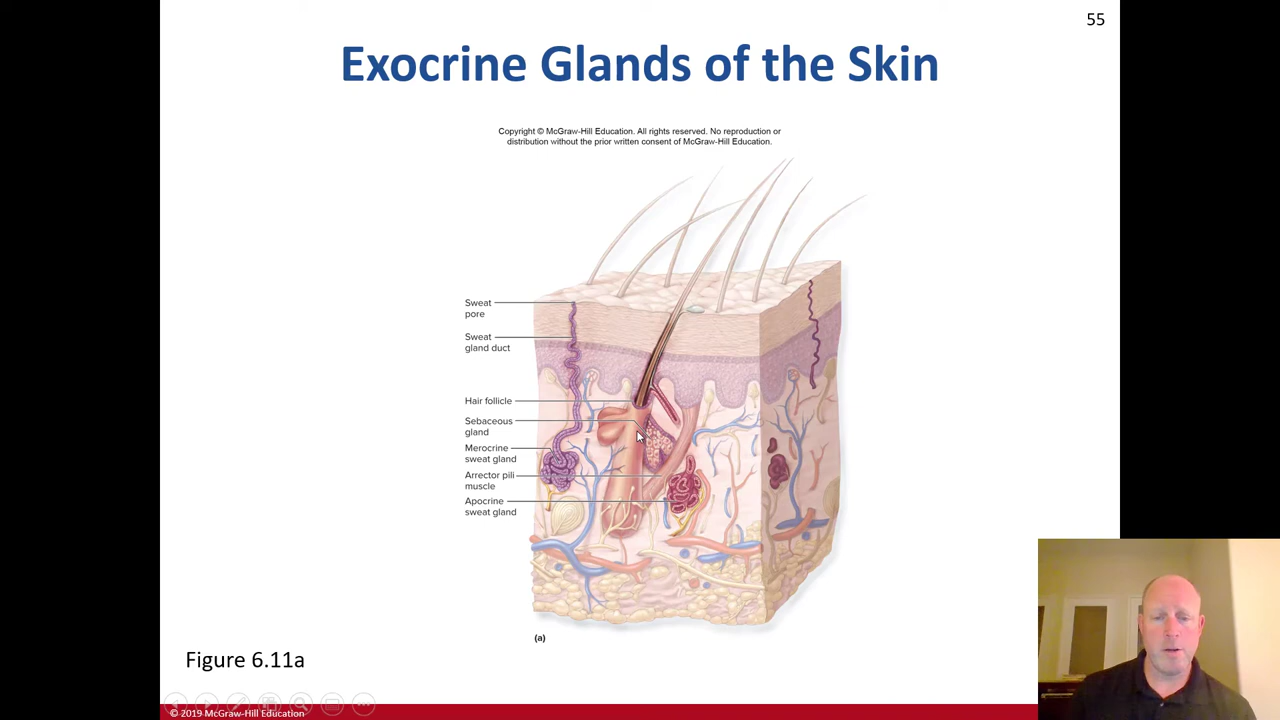 55
Exocrine Glands of the Skin
Copyright © McGraw-Hill Education. All rights reserved. No reproduction or
distribution without the prior written consent of McGraw-Hill Education.
Sweat
pore
Sweat
gland duct
Hair follicle
Sebaceous
gland
Merocrine
sweat gland
Arrector pili
muscle
Apocrine
sweat gland
(a)
Figure 6.11a
© 2019 McGraw-Hill Education